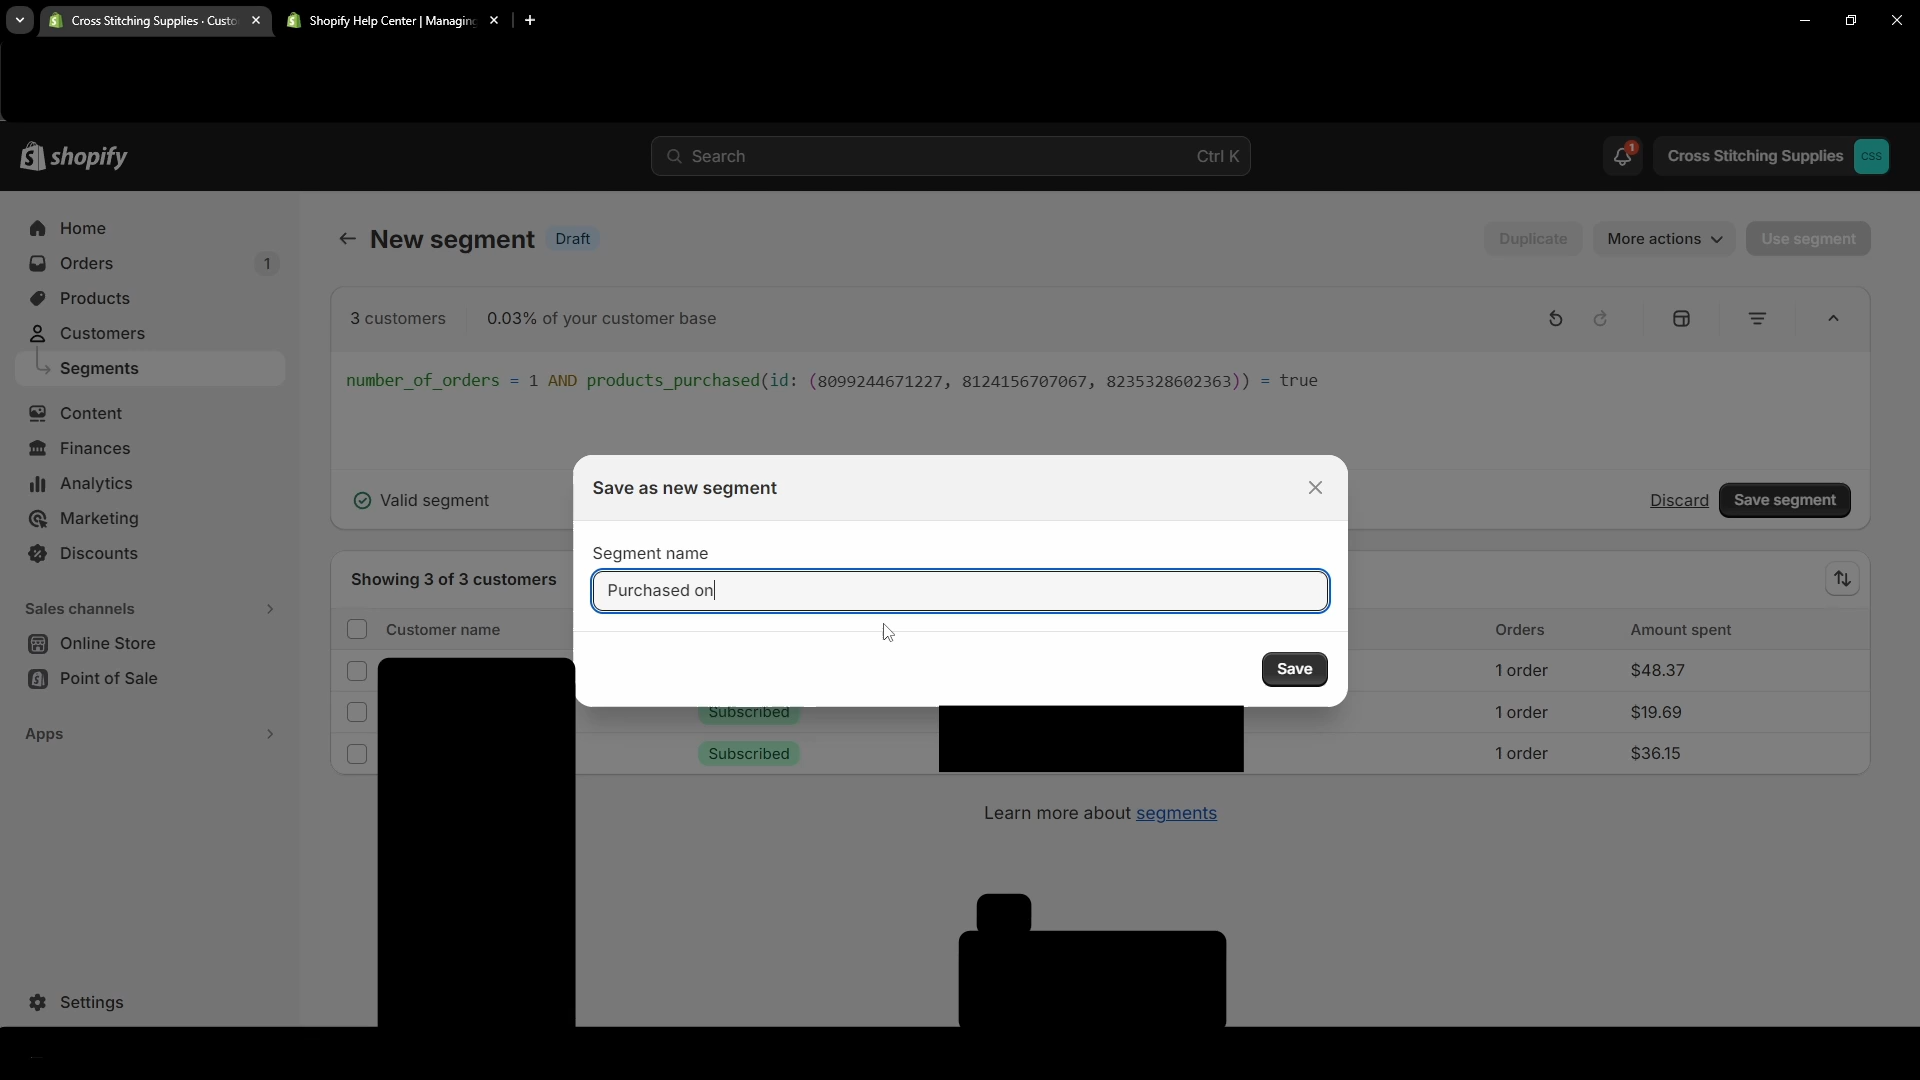 Cross Stitching Supplies · Custo
Shopify Help Center | Managing
shopify
Search
Ctrl K
1
Cross Stitching Supplies
CSS
Home
Orders
1
Products
Customers
Segments
Content
Finances
Analytics
Marketing
Discounts
Sales channels
Online Store
Point of Sale
Apps
Settings
New segment
Draft
Duplicate
More actions
Use segment
3 customers
0.03% of your customer base
number_of_orders = 1 AND products_purchased(id: (8099244671227, 8124156707067, 8235328602363)) = true
Valid segment
Discard
Save segment
Save as new segment
Segment name
Purchased on
Save
Showing 3 of 3 customers
Customer name
Orders
Amount spent
1 order
$48.37
Subscribed
1 order
$19.69
Subscribed
1 order
$36.15
Learn more about segments